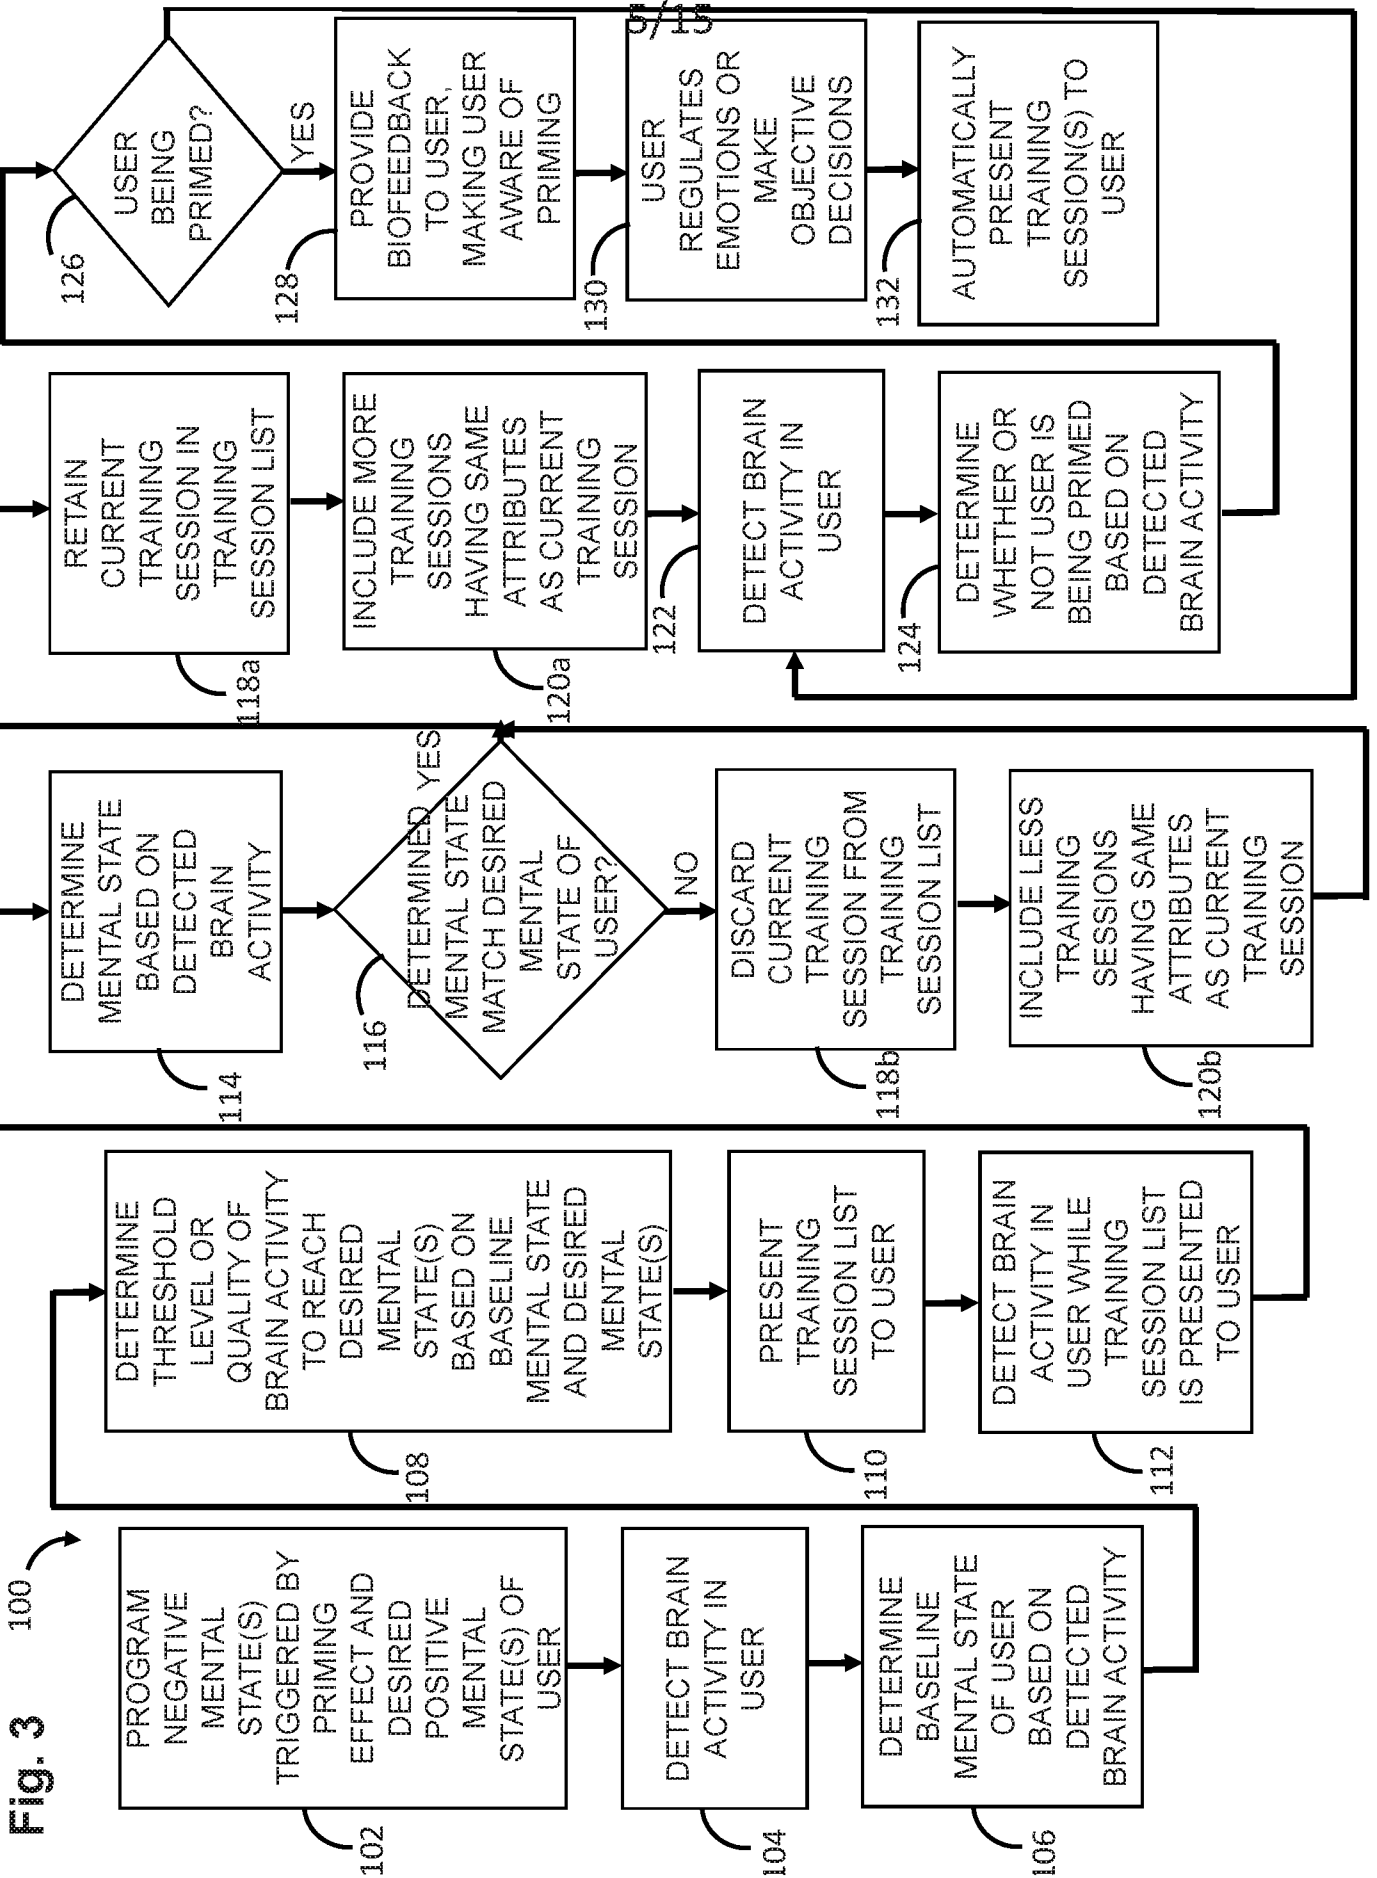 5/15
Fig. 3
100
PROGRAM
NEGATIVE
MENTAL
STATE(S)
TRIGGERED BY
PRIMING
EFFECT AND
DESIRED
POSITIVE
MENTAL
STATE(S) OF
USER
102
DETECT BRAIN
ACTIVITY IN
USER
104
DETERMINE
BASELINE
MENTAL STATE
OF USER
BASED ON
DETECTED
BRAIN ACTIVITY
106
DETERMINE
THRESHOLD
LEVEL OR
QUALITY OF
BRAIN ACTIVITY
TO REACH
DESIRED
MENTAL
STATE(S)
BASED ON
BASELINE
MENTAL STATE
AND DESIRED
MENTAL
STATE(S)
108
PRESENT
TRAINING
SESSION LIST
TO USER
110
DETECT BRAIN
ACTIVITY IN
USER WHILE
TRAINING
SESSION LIST
IS PRESENTED
TO USER
112
DETERMINE
MENTAL STATE
BASED ON
DETECTED
BRAIN
ACTIVITY
114
DETERMINED
MENTAL STATE
MATCH DESIRED
MENTAL
STATE OF
USER?
116
YES
NO
DISCARD
CURRENT
TRAINING
SESSION FROM
TRAINING
SESSION LIST
118b
INCLUDE LESS
TRAINING
SESSIONS
HAVING SAME
ATTRIBUTES
AS CURRENT
TRAINING
SESSION
120b
RETAIN
CURRENT
TRAINING
SESSION IN
TRAINING
SESSION LIST
118a
INCLUDE MORE
TRAINING
SESSIONS
HAVING SAME
ATTRIBUTES
AS CURRENT
TRAINING
SESSION
120a
DETECT BRAIN
ACTIVITY IN
USER
122
DETERMINE
WHETHER OR
NOT USER IS
BEING PRIMED
BASED ON
DETECTED
BRAIN ACTIVITY
124
USER
BEING
PRIMED?
126
YES
PROVIDE
BIOFEEDBACK
TO USER,
MAKING USER
AWARE OF
PRIMING
128
USER
REGULATES
EMOTIONS OR
MAKE
OBJECTIVE
DECISIONS
130
AUTOMATICALLY
PRESENT
TRAINING
SESSION(S) TO
USER
132